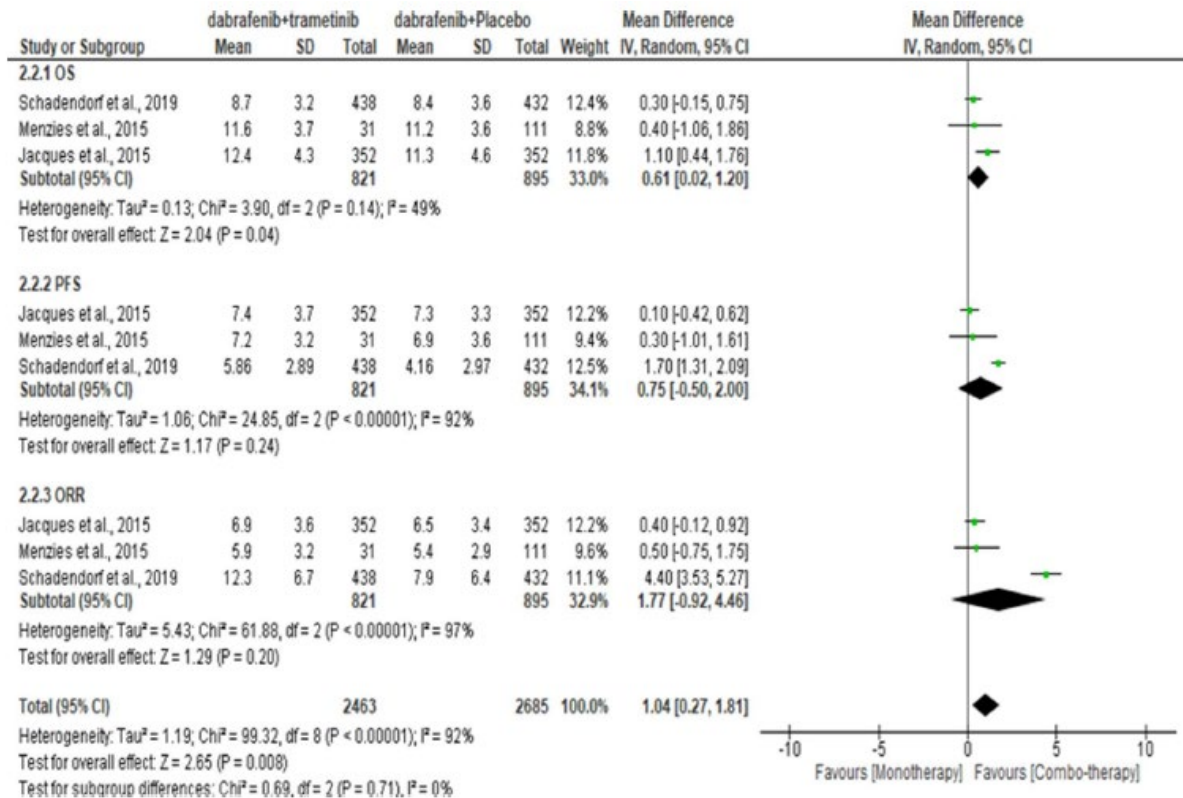 dabrafenib+trametinib dabrafenib+Placebo Mean Difference Mean Difference
Study or Subgroup Mean SD Total Mean SD Total Weight IV, Random, 95% CI IV, Random, 95% CI
2.2.1 OS
Schadendorf et al., 2019 8.7 3.2 438 8.4 3.6 432 12.4% 0.30 [-0.15, 0.75]
Menzies et al., 2015 11.6 3.7 31 11.2 3.6 111 8.8% 0.40 [-1.06, 1.86]
Jacques et al., 2015 12.4 4.3 352 11.3 4.6 352 11.8% 1.10 [0.44, 1.76]
Subtotal (95% CI) 821 895 33.0% 0.61 [0.02, 1.20]
Heterogeneity: Tau² = 0.13; Chi² = 3.90, df = 2 (P = 0.14); I² = 49%
Test for overall effect: Z = 2.04 (P = 0.04)
2.2.2 PFS
Jacques et al., 2015 7.4 3.7 352 7.3 3.3 352 12.2% 0.10 [-0.42, 0.62]
Menzies et al., 2015 7.2 3.2 31 6.9 3.6 111 9.4% 0.30 [-1.01, 1.61]
Schadendorf et al., 2019 5.86 2.89 438 4.16 2.97 432 12.5% 1.70 [1.31, 2.09]
Subtotal (95% CI) 821 895 34.1% 0.75 [-0.50, 2.00]
Heterogeneity: Tau² = 1.06; Chi² = 24.85, df = 2 (P < 0.00001); I² = 92%
Test for overall effect: Z = 1.17 (P = 0.24)
2.2.3 ORR
Jacques et al., 2015 6.9 3.6 352 6.5 3.4 352 12.2% 0.40 [-0.12, 0.92]
Menzies et al., 2015 5.9 3.2 31 5.4 2.9 111 9.6% 0.50 [-0.75, 1.75]
Schadendorf et al., 2019 12.3 6.7 438 7.9 6.4 432 11.1% 4.40 [3.53, 5.27]
Subtotal (95% CI) 821 895 32.9% 1.77 [-0.92, 4.46]
Heterogeneity: Tau² = 5.43; Chi² = 61.88, df = 2 (P < 0.00001); I² = 97%
Test for overall effect: Z = 1.29 (P = 0.20)
Total (95% CI) 2463 2685 100.0% 1.04 [0.27, 1.81]
Heterogeneity: Tau² = 1.19; Chi² = 99.32, df = 8 (P < 0.00001); I² = 92%
Test for overall effect: Z = 2.65 (P = 0.008)
Test for subgroup differences: Chi² = 0.69, df = 2 (P = 0.71), I² = 0%
-10 -5 0 5 10
Favours [Monotherapy] Favours [Combo-therapy]